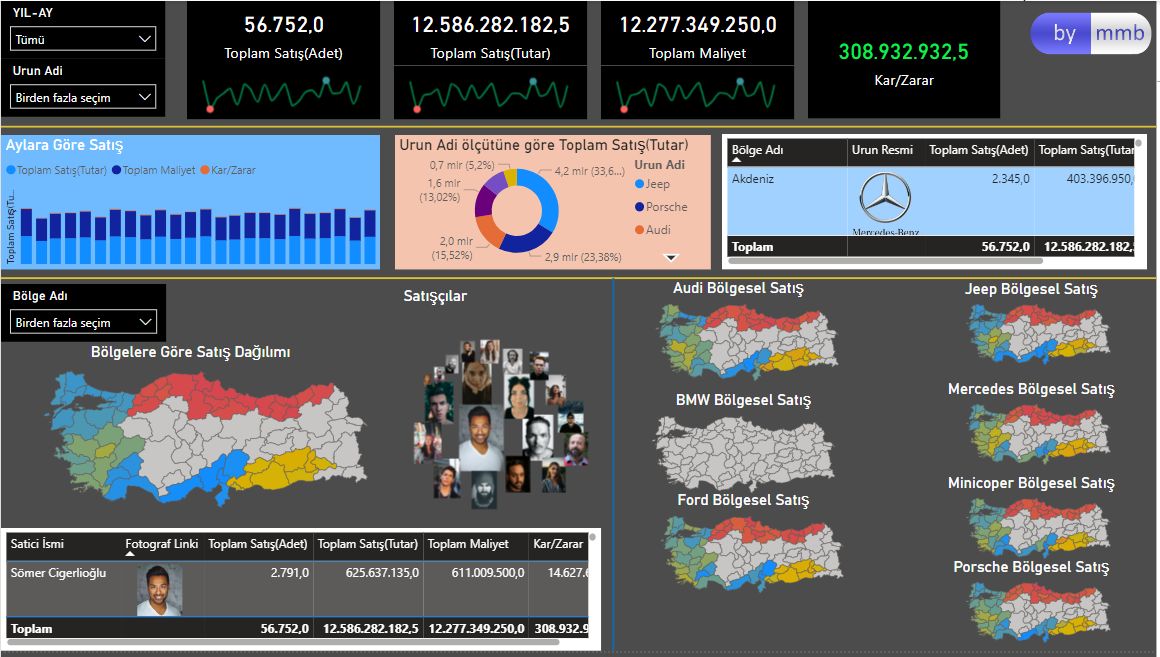 YIL-AY
Tümü
Urun Adi
Birden fazla seçim
56.752,0
Toplam Satış(Adet)
12.586.282.182,5
Toplam Satış(Tutar)
12.277.349.250,0
Toplam Maliyet
308.932.932,5
Kar/Zarar
by mmb
Aylara Göre Satış
Toplam Satış(Tutar) Toplam Maliyet Kar/Zarar
Toplam Satış(Tu...
Urun Adi ölçütüne göre Toplam Satış(Tutar)
0,7 mir (5,2%)
1,6 mir
(13,02%)
2,0 mir
(15,52%)
4,2 mir (33,6...)
2,9 mir (23,38%)
Urun Adi
Jeep
Porsche
Audi
Bölge Adı Urun Resmi Toplam Satış(Adet) Toplam Satış(Tutar
Akdeniz 2.345,0 403.396.950,
Mercedes-Benz
Toplam 56.752,0 12.586.282.182,
Bölge Adı
Birden fazla seçim
Bölgelere Göre Satış Dağılımı
Satışçılar
Satici İsmi Fotograf Linki Toplam Satış(Adet) Toplam Satış(Tutar) Toplam Maliyet Kar/Zarar
Sömer Cigerlioğlu 2.791,0 625.637.135,0 611.009.500,0 14.627.6
Toplam 56.752,0 12.586.282.182,5 12.277.349.250,0 308.932.9
Audi Bölgesel Satış
BMW Bölgesel Satış
Ford Bölgesel Satış
Jeep Bölgesel Satış
Mercedes Bölgesel Satış
Minicoper Bölgesel Satış
Porsche Bölgesel Satış